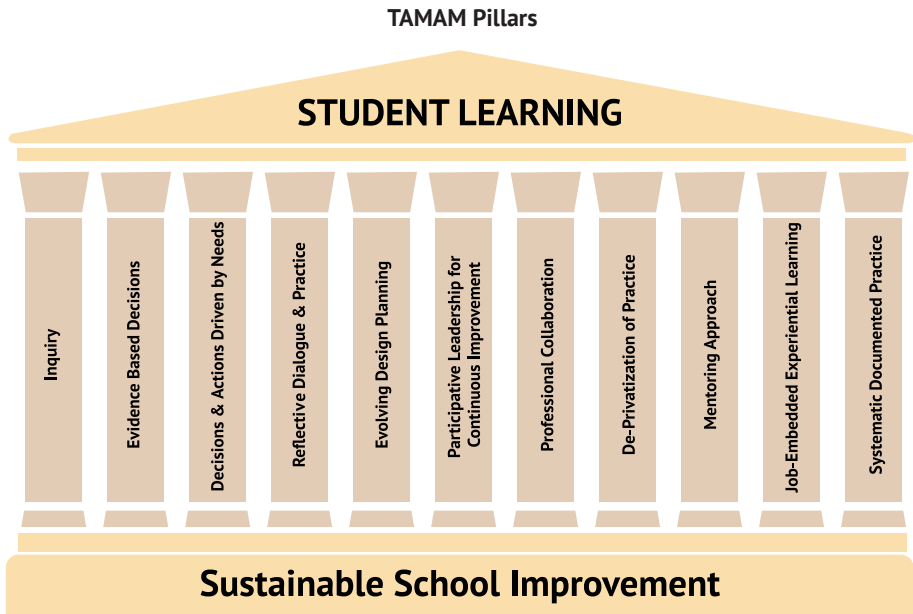 TAMAM Pillars
STUDENT LEARNING
Inquiry
Evidence Based Decisions
Decisions & Actions Driven by Needs
Reflective Dialogue & Practice
Evolving Design Planning
Participative Leadership for
Continuous Improvement
Professional Collaboration
De-Privatization of Practice
Mentoring Approach
Job-Embedded Experiential Learning
Systematic Documented Practice
Sustainable School Improvement